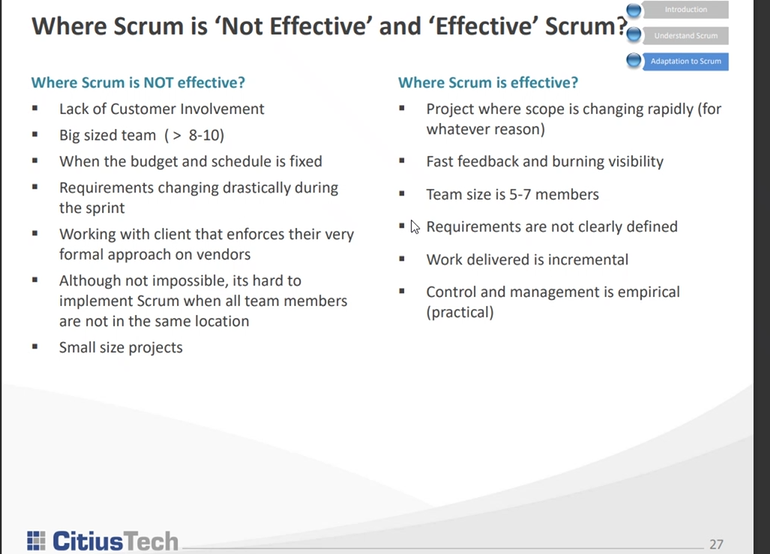 Where Scrum is ‘Not Effective’ and ‘Effective’ Scrum?
Introduction
Understand Scrum
Adaptation to Scrum
Where Scrum is NOT effective?
Lack of Customer Involvement
Big sized team ( > 8-10)
When the budget and schedule is fixed
Requirements changing drastically during
the sprint
Working with client that enforces their very
formal approach on vendors
Although not impossible, its hard to
implement Scrum when all team members
are not in the same location
Small size projects
Where Scrum is effective?
Project where scope is changing rapidly (for
whatever reason)
Fast feedback and burning visibility
Team size is 5-7 members
Requirements are not clearly defined
Work delivered is incremental
Control and management is empirical
(practical)
CitiusTech
27